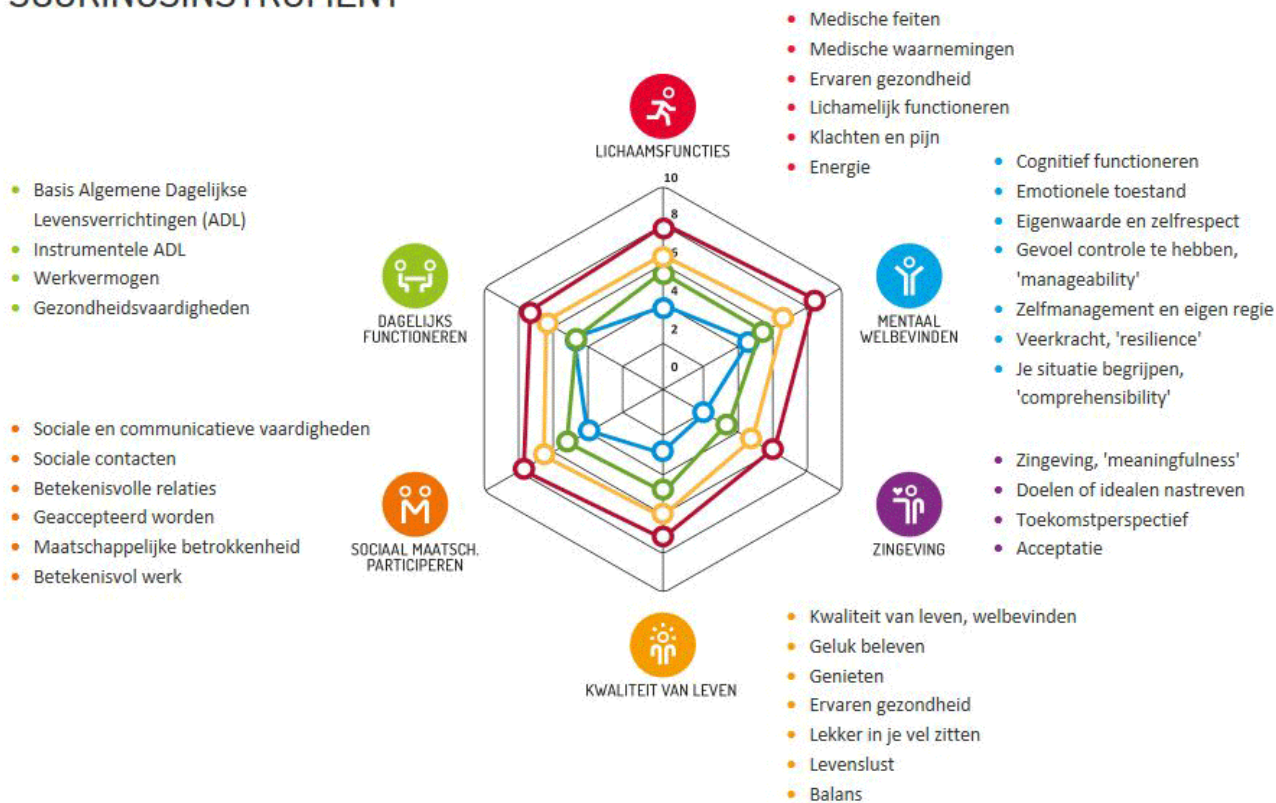 • Medische feiten
• Medische waarnemingen
• Ervaren gezondheid
• Lichamelijk functioneren
• Klachten en pijn
• Energie
LICHAAMSFUNCTIES
• Cognitief functioneren
• Emotionele toestand
• Eigenwaarde en zelfrespect
• Gevoel controle te hebben,
'manageability'
• Zelfmanagement en eigen regie
• Veerkracht, 'resilience'
• Je situatie begrijpen,
'comprehensibility'
MENTAAL
WELBEVINDEN
• Basis Algemene Dagelijkse
Levensverrichtingen (ADL)
• Instrumentele ADL
• Werkvermogen
• Gezondheidsvaardigheden
DAGELIJKS
FUNCTIONEREN
10
8
6
4
2
0
• Sociale en communicatieve vaardigheden
• Sociale contacten
• Betekenisvolle relaties
• Geaccepteerd worden
• Maatschappelijke betrokkenheid
• Betekenisvol werk
SOCIAAL MAATSCH.
PARTICIPEREN
• Zingeving, 'meaningfulness'
• Doelen of idealen nastreven
• Toekomstperspectief
• Acceptatie
ZINGEVING
KWALITEIT VAN LEVEN
• Kwaliteit van leven, welbevinden
• Geluk beleven
• Genieten
• Ervaren gezondheid
• Lekker in je vel zitten
• Levenslust
• Balans